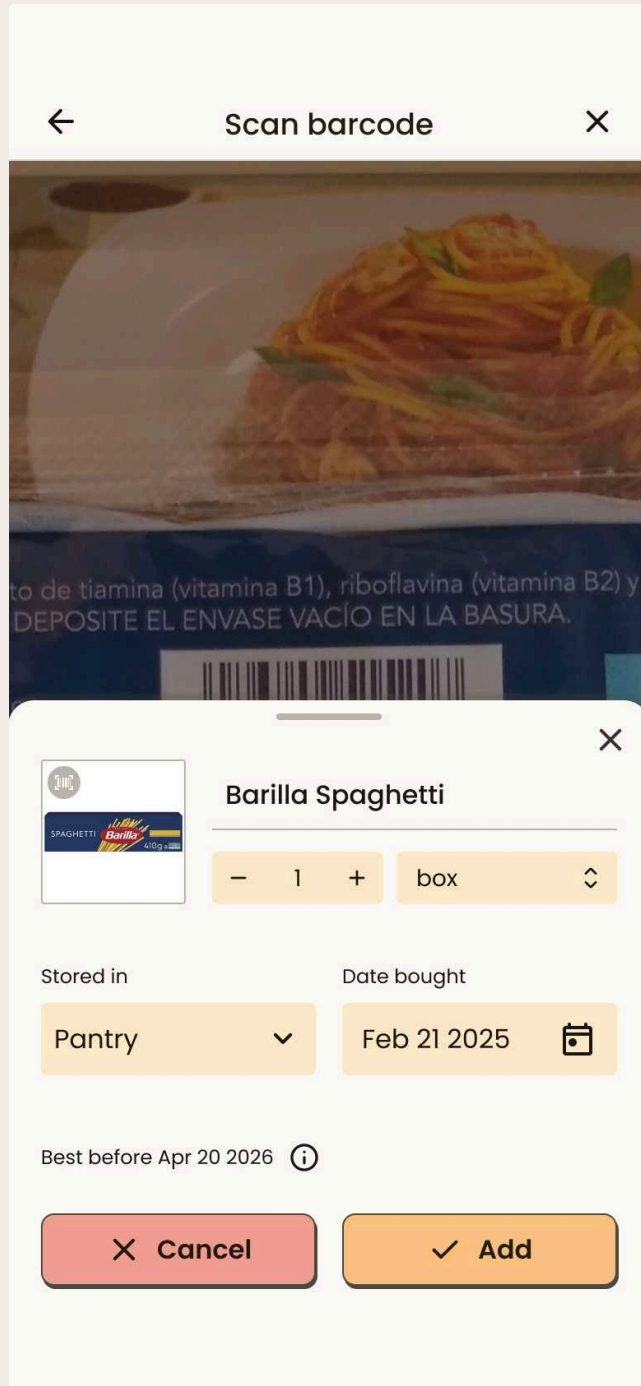 Scan barcode
to de tiamina (vitamina B1), riboflavina (vitamina B2) y
DEPOSITE EL ENVASE VACÍO EN LA BASURA.
Barilla Spaghetti
SPAGHETTI Barilla
410g
− 1 + box
Stored in Date bought
Pantry Feb 21 2025
Best before Apr 20 2026
Cancel Add